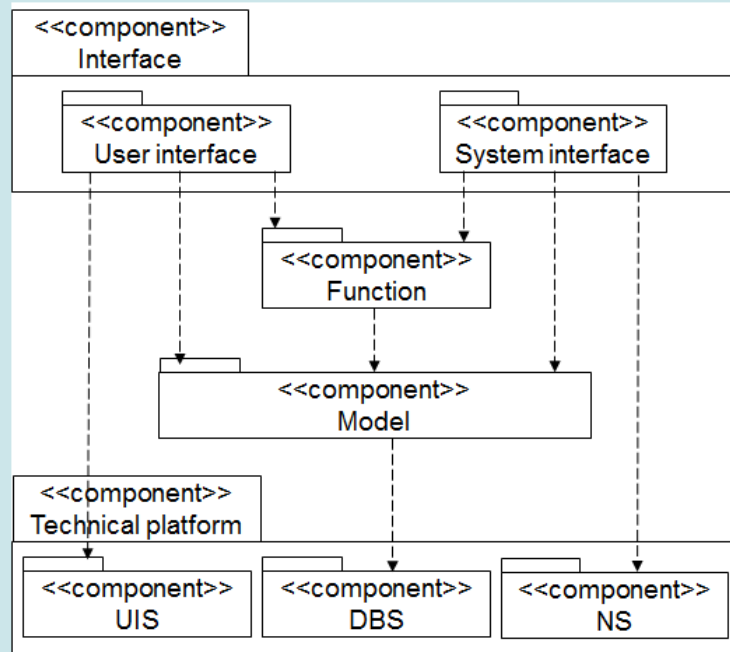 <<component>>
Interface
<<component>>
User interface
<<component>>
System interface
<<component>>
Function
<<component>>
Model
<<component>>
Technical platform
<<component>>
UIS
<<component>>
DBS
<<component>>
NS